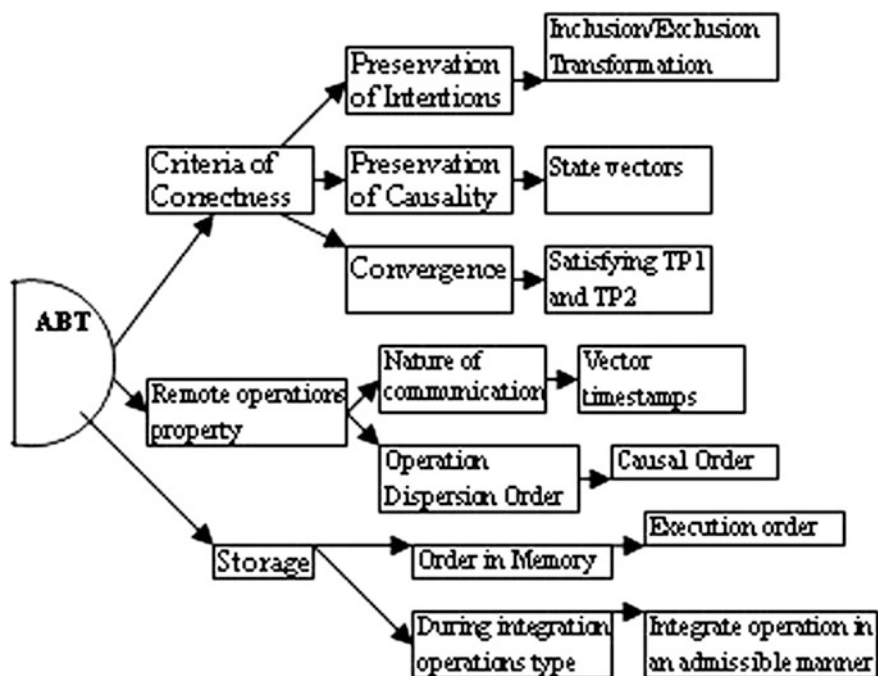 Inclusion/Exclusion
Transformation
Preservation
of Intentions
Criteria of
Correctness
Preservation
of Causality
State vectors
Convergence
Satisfying TP1
and TP2
ABT
Nature of
communication
Vector
timestamps
Remote operations
property
Operation
Dispersion Order
Causal Order
Storage
Order in Memory
Execution order
During integration
operations type
Integrate operation in
an admissible manner